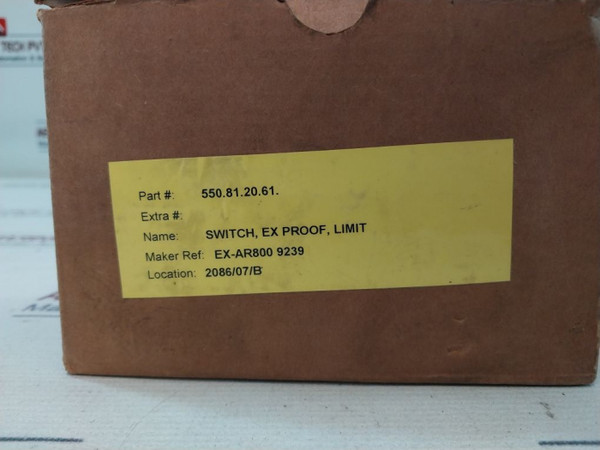 TECH PVT
Part #: 550.81.20.61.
Extra #:
Name: SWITCH, EX PROOF, LIMIT
Maker Ref: EX-AR800 9239
Location: 2086/07/B